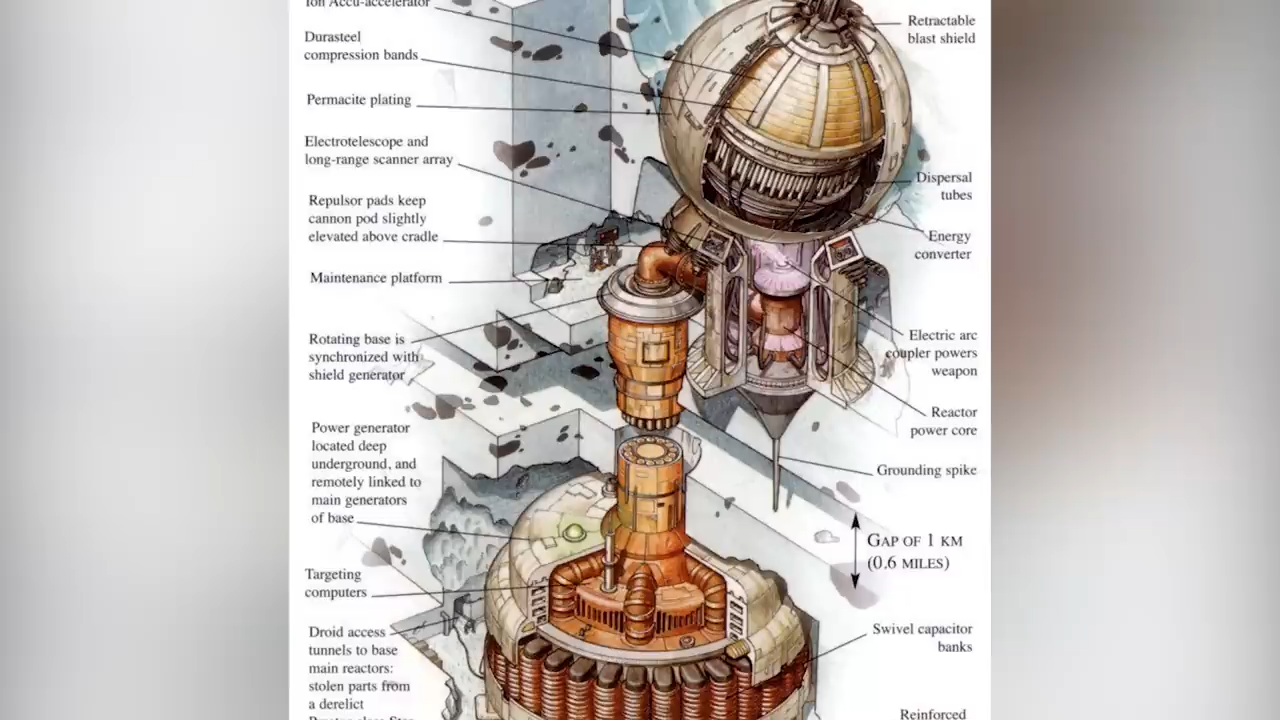 Ion Accu-accelerator
Durasteel
compression bands
Permacite plating
Electrotelescope and
long-range scanner array
Repulsor pads keep
cannon pod slightly
elevated above cradle
Maintenance platform
Rotating base is
synchronized with
shield generator
Power generator
located deep
underground, and
remotely linked to
main generators
of base
Targeting
computers
Droid access
tunnels to base
main reactors:
stolen parts from
a derelict
Retractable
blast shield
Dispersal
tubes
Energy
converter
Electric arc
coupler powers
weapon
Reactor
power core
Grounding spike
GAP OF 1 KM
(0.6 MILES)
Swivel capacitor
banks
Reinforced